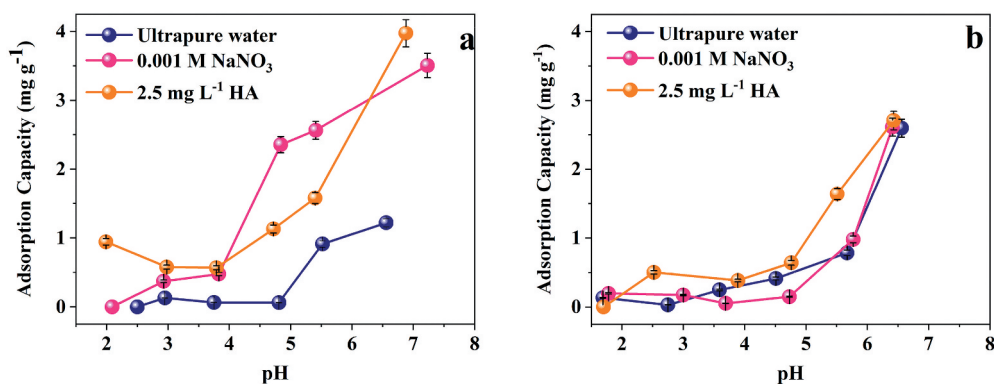 a
Ultrapure water
0.001 M NaNO₃
2.5 mg L⁻¹ HA
Adsorption Capacity (mg g⁻¹)
4
3
2
1
0
2 3 4 5 6 7 8
pH
b
Ultrapure water
0.001 M NaNO₃
2.5 mg L⁻¹ HA
Adsorption Capacity (mg g⁻¹)
4
3
2
1
0
2 3 4 5 6 7 8
pH